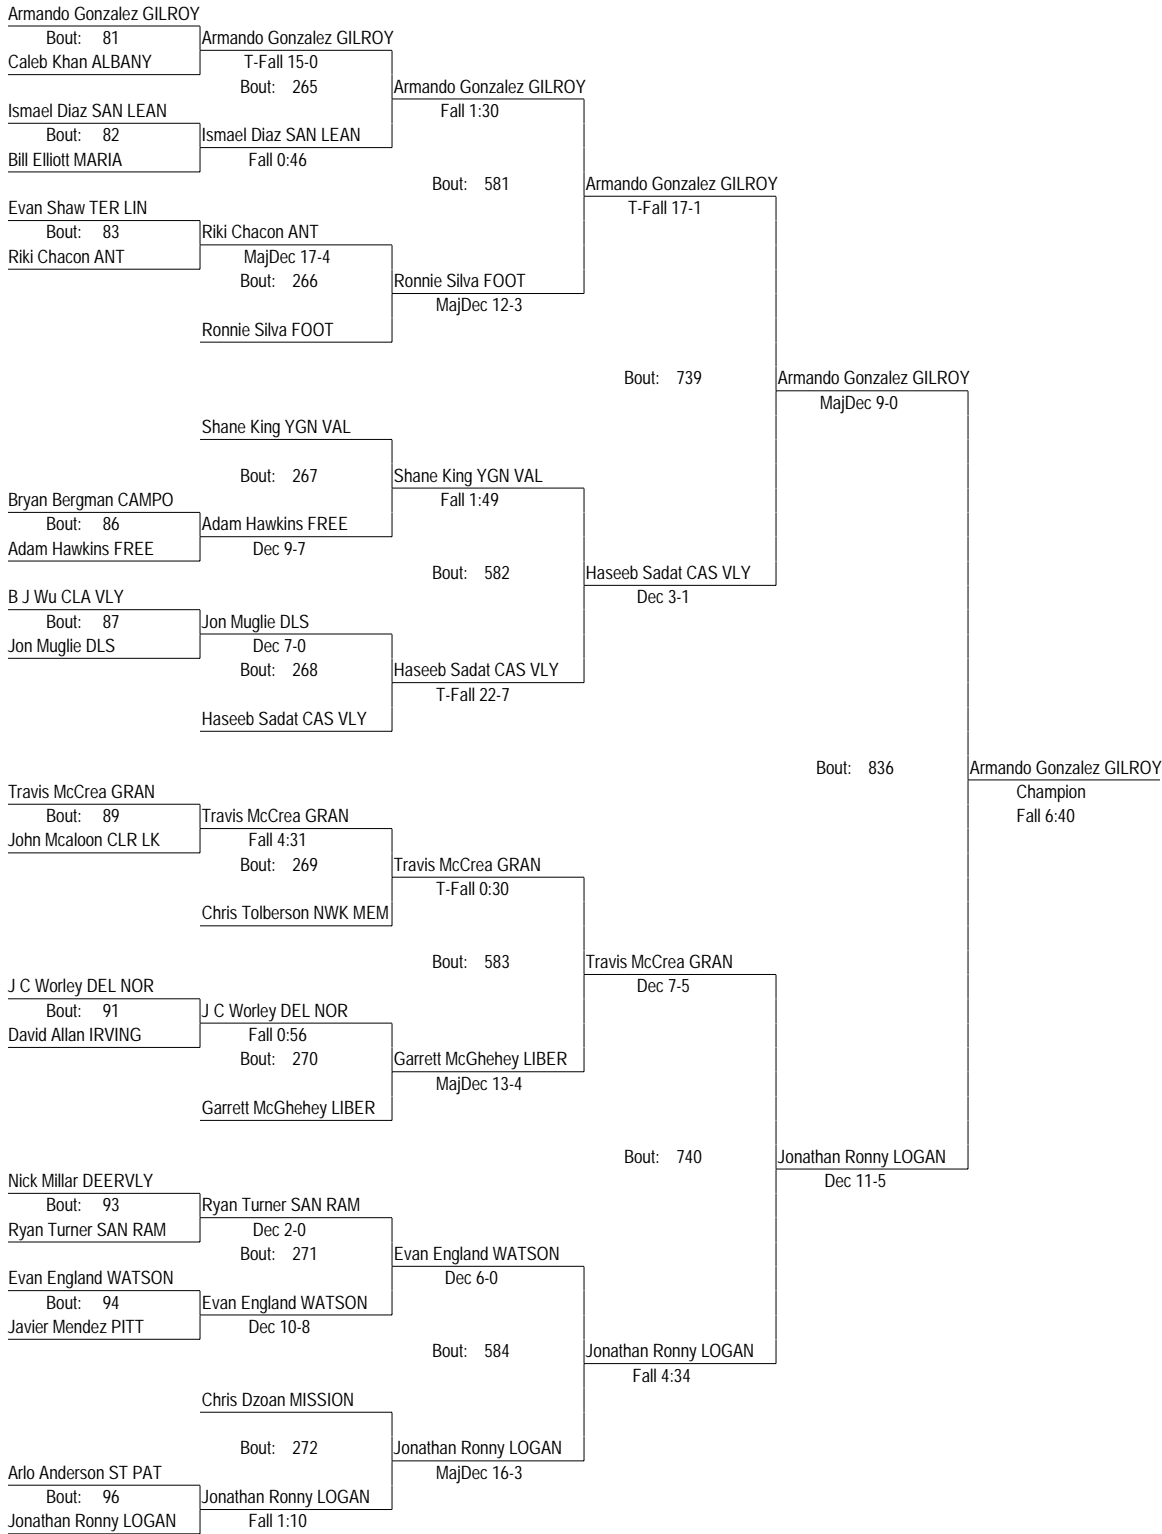 Armando Gonzalez GILROY
Bout: 81
Armando Gonzalez GILROY
Caleb Khan ALBANY
T-Fall 15-0
Bout: 265
Armando Gonzalez GILROY
Ismael Diaz SAN LEAN
Fall 1:30
Bout: 82
Ismael Diaz SAN LEAN
Bill Elliott MARIA
Fall 0:46
Bout: 581
Armando Gonzalez GILROY
Evan Shaw TER LIN
T-Fall 17-1
Bout: 83
Riki Chacon ANT
Riki Chacon ANT
MajDec 17-4
Bout: 266
Ronnie Silva FOOT
MajDec 12-3
Ronnie Silva FOOT
Bout: 739
Armando Gonzalez GILROY
MajDec 9-0
Shane King YGN VAL
Bout: 267
Shane King YGN VAL
Bryan Bergman CAMPO
Fall 1:49
Bout: 86
Adam Hawkins FREE
Adam Hawkins FREE
Dec 9-7
Bout: 582
Haseeb Sadat CAS VLY
B J Wu CLA VLY
Dec 3-1
Bout: 87
Jon Muglie DLS
Jon Muglie DLS
Dec 7-0
Bout: 268
Haseeb Sadat CAS VLY
T-Fall 22-7
Haseeb Sadat CAS VLY
Bout: 836
Armando Gonzalez GILROY
Travis McCrea GRAN
Champion
Bout: 89
Travis McCrea GRAN
Fall 6:40
John Mcaloon CLR LK
Fall 4:31
Bout: 269
Travis McCrea GRAN
T-Fall 0:30
Chris Tolberson NWK MEM
Bout: 583
Travis McCrea GRAN
J C Worley DEL NOR
Dec 7-5
Bout: 91
J C Worley DEL NOR
David Allan IRVING
Fall 0:56
Bout: 270
Garrett McGhehey LIBER
MajDec 13-4
Garrett McGhehey LIBER
Bout: 740
Jonathan Ronny LOGAN
Nick Millar DEERVLY
Dec 11-5
Bout: 93
Ryan Turner SAN RAM
Ryan Turner SAN RAM
Dec 2-0
Bout: 271
Evan England WATSON
Evan England WATSON
Dec 6-0
Bout: 94
Evan England WATSON
Javier Mendez PITT
Dec 10-8
Bout: 584
Jonathan Ronny LOGAN
Fall 4:34
Chris Dzoan MISSION
Bout: 272
Jonathan Ronny LOGAN
Arlo Anderson ST PAT
MajDec 16-3
Bout: 96
Jonathan Ronny LOGAN
Jonathan Ronny LOGAN
Fall 1:10